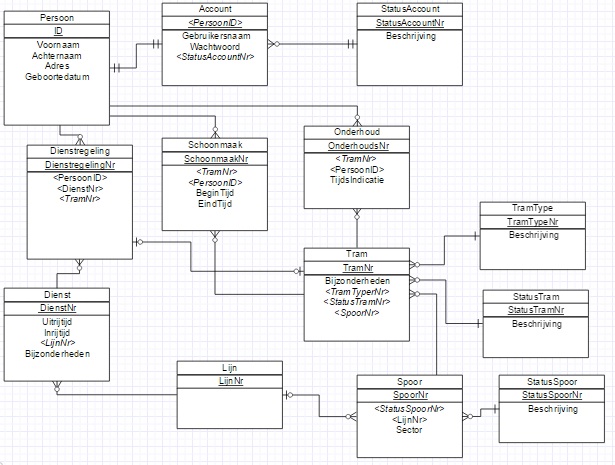 Persoon
ID
Voornaam
Achternaam
Adres
Geboortedatum
Account
<PersoonID>
Gebruikersnaam
Wachtwoord
<StatusAccountNr>
StatusAccount
StatusAccountNr
Beschrijving
Dienstregeling
DienstregelingNr
<PersoonID>
<DienstNr>
<TramNr>
Schoonmaak
SchoonmaakNr
<TramNr>
<PersoonID>
BeginTijd
EindTijd
Onderhoud
OnderhoudsNr
<TramNr>
<PersoonID>
TijdsIndicatie
TramType
TramTypeNr
Beschrijving
Tram
TramNr
Bijzonderheden
<TramTyperNr>
<StatusTramNr>
<SpoorNr>
StatusTram
StatusTramNr
Beschrijving
Dienst
DienstNr
Uitrijtijd
Inrijtijd
<LijnNr>
Bijzonderheden
Lijn
LijnNr
Spoor
SpoorNr
<StatusSpoorNr>
<LijnNr>
Sector
StatusSpoor
StatusSpoorNr
Beschrijving